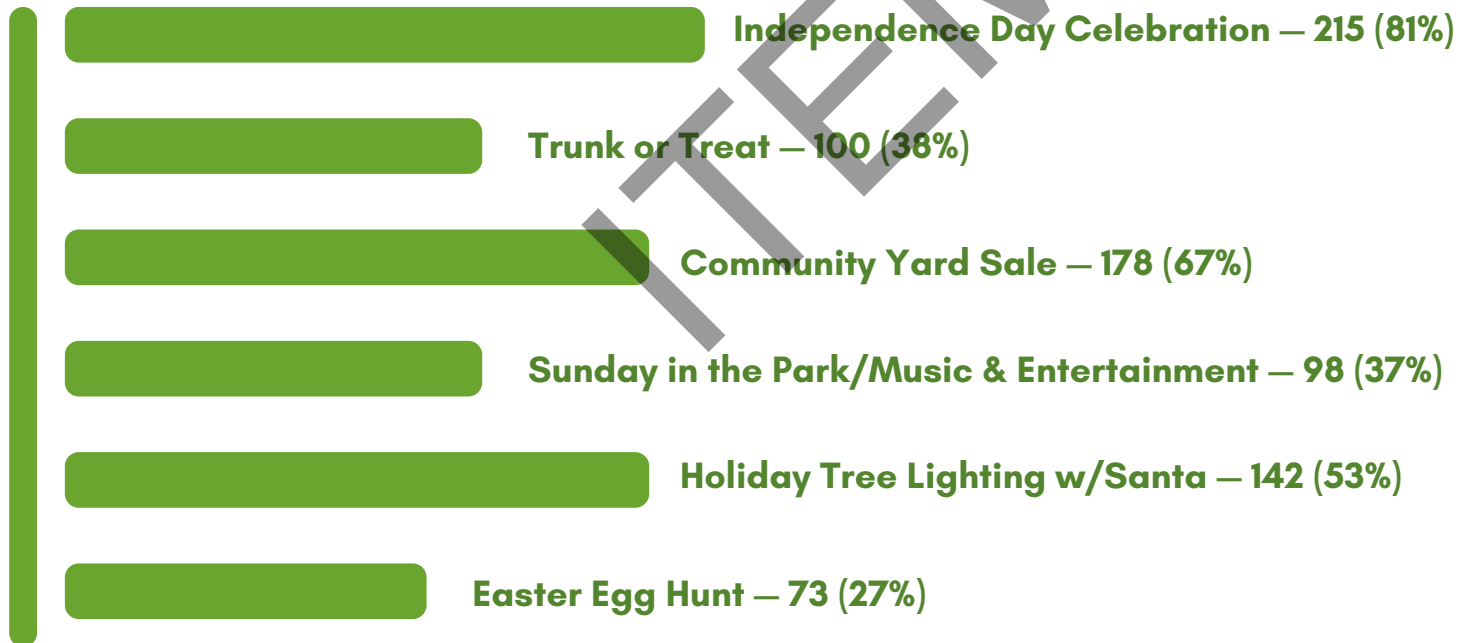 Independence Day Celebration — 215 (81%)
Trunk or Treat — 100 (38%)
Community Yard Sale — 178 (67%)
Sunday in the Park/Music & Entertainment — 98 (37%)
Holiday Tree Lighting w/Santa — 142 (53%)
Easter Egg Hunt — 73 (27%)